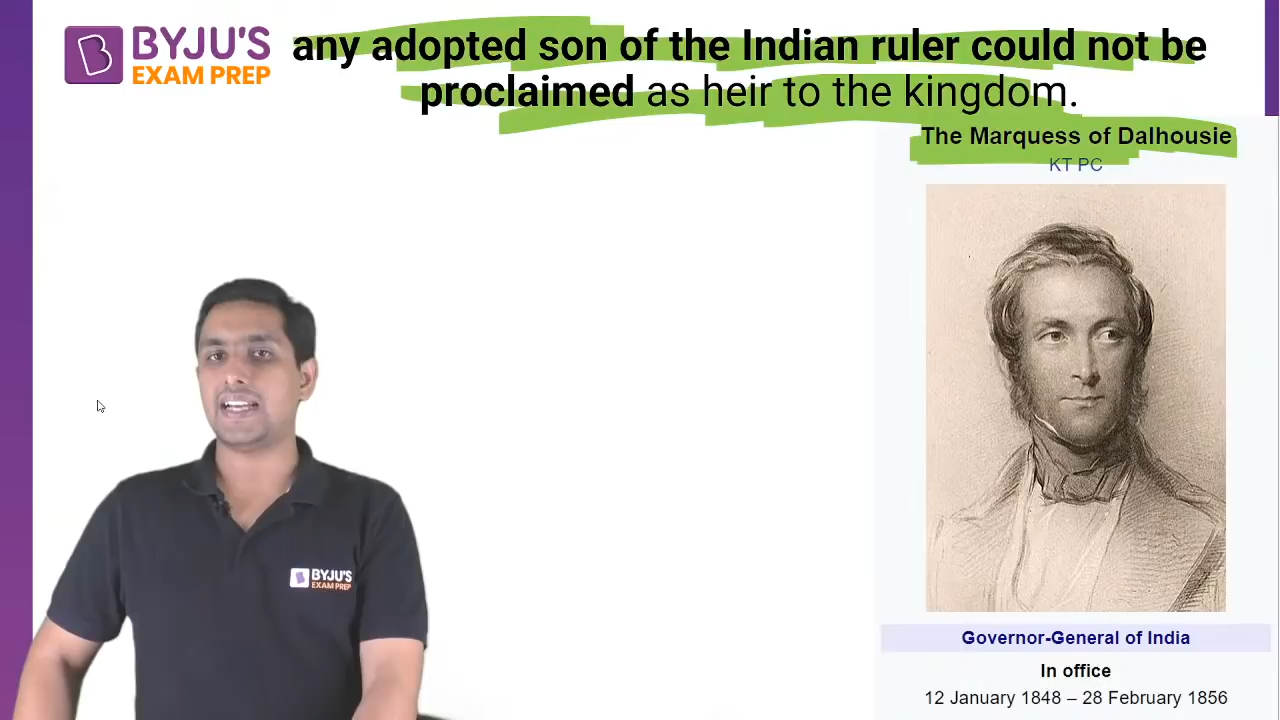 BYJU'S
EXAM PREP
any adopted son of the Indian ruler could not be
proclaimed as heir to the kingdom.
The Marquess of Dalhousie
KT PC
BYJU'S
EXAM PREP
Governor-General of India
In office
12 January 1848 – 28 February 1856